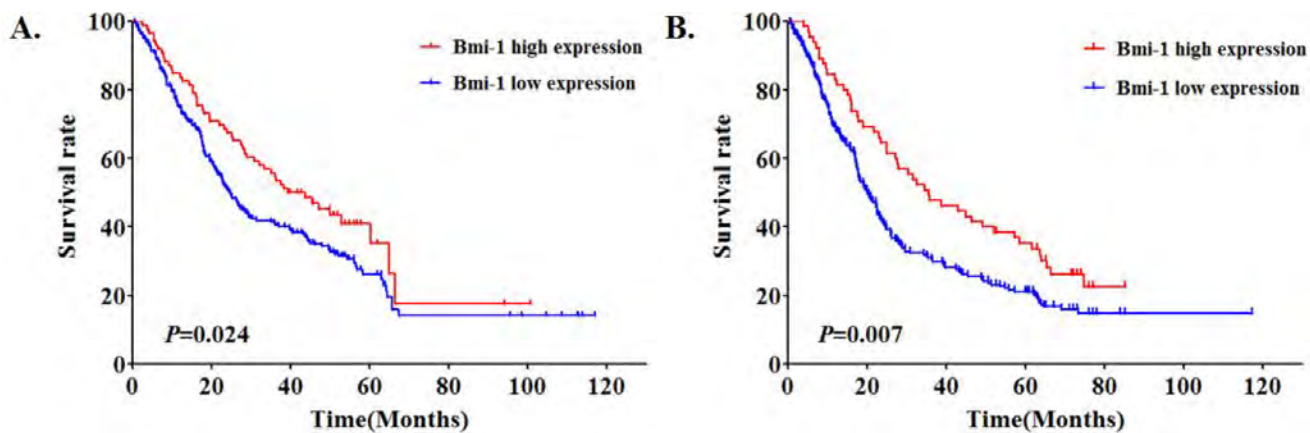 A.
Survival rate
100
80
60
40
20
0
Bmi-1 high expression
Bmi-1 low expression
P=0.024
0 20 40 60 80 100 120
Time(Months)
B.
Survival rate
100
80
60
40
20
0
Bmi-1 high expression
Bmi-1 low expression
P=0.007
0 20 40 60 80 100 120
Time(Months)